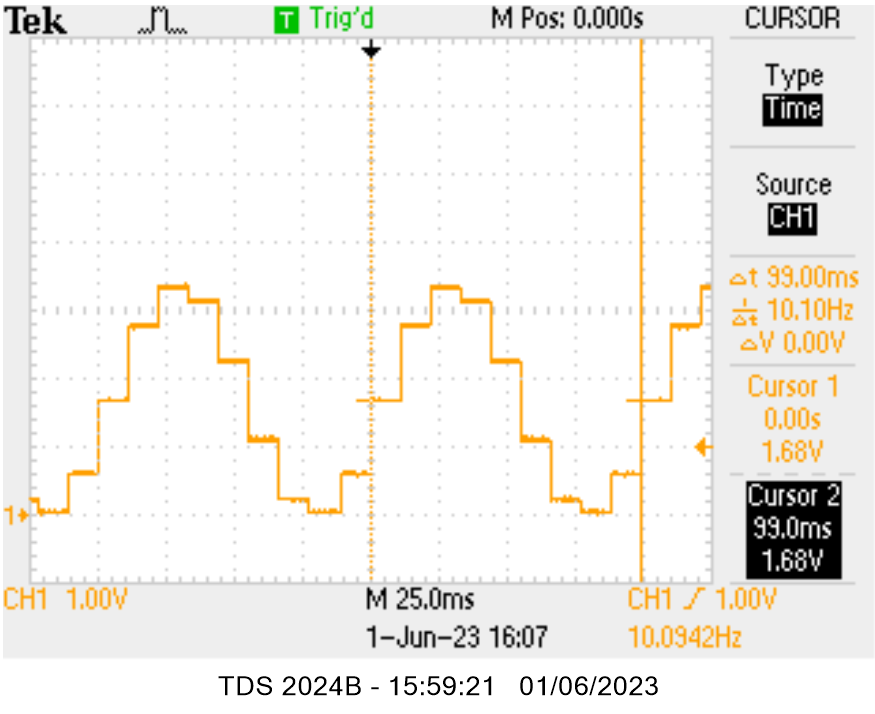 Tek T Trig'd M Pos: 0.000s CURSOR
Type
Time
Source
CH1
△t 99.00ms
1/△t 10.10Hz
△V 0.00V
Cursor 1
0.00s
1.68V
1
Cursor 2
99.0ms
1.68V
CH1 1.00V M 25.0ms CH1 1.00V
1-Jun-23 16:07 10.0942Hz
TDS 2024B - 15:59:21 01/06/2023